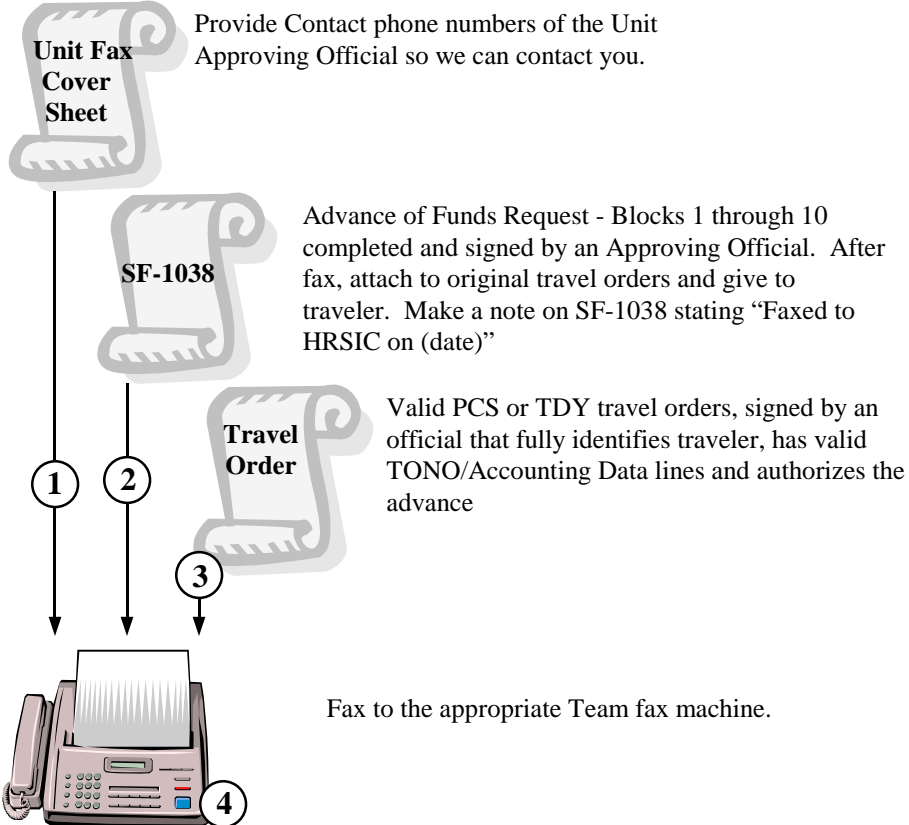 Unit Fax
Cover
Sheet
Provide Contact phone numbers of the Unit
Approving Official so we can contact you.
SF-1038
Advance of Funds Request - Blocks 1 through 10
completed and signed by an Approving Official. After
fax, attach to original travel orders and give to
traveler. Make a note on SF-1038 stating “Faxed to
HRSIC on (date)”
Travel
Order
Valid PCS or TDY travel orders, signed by an
official that fully identifies traveler, has valid
TONO/Accounting Data lines and authorizes the
advance
1
2
3
Fax to the appropriate Team fax machine.
4